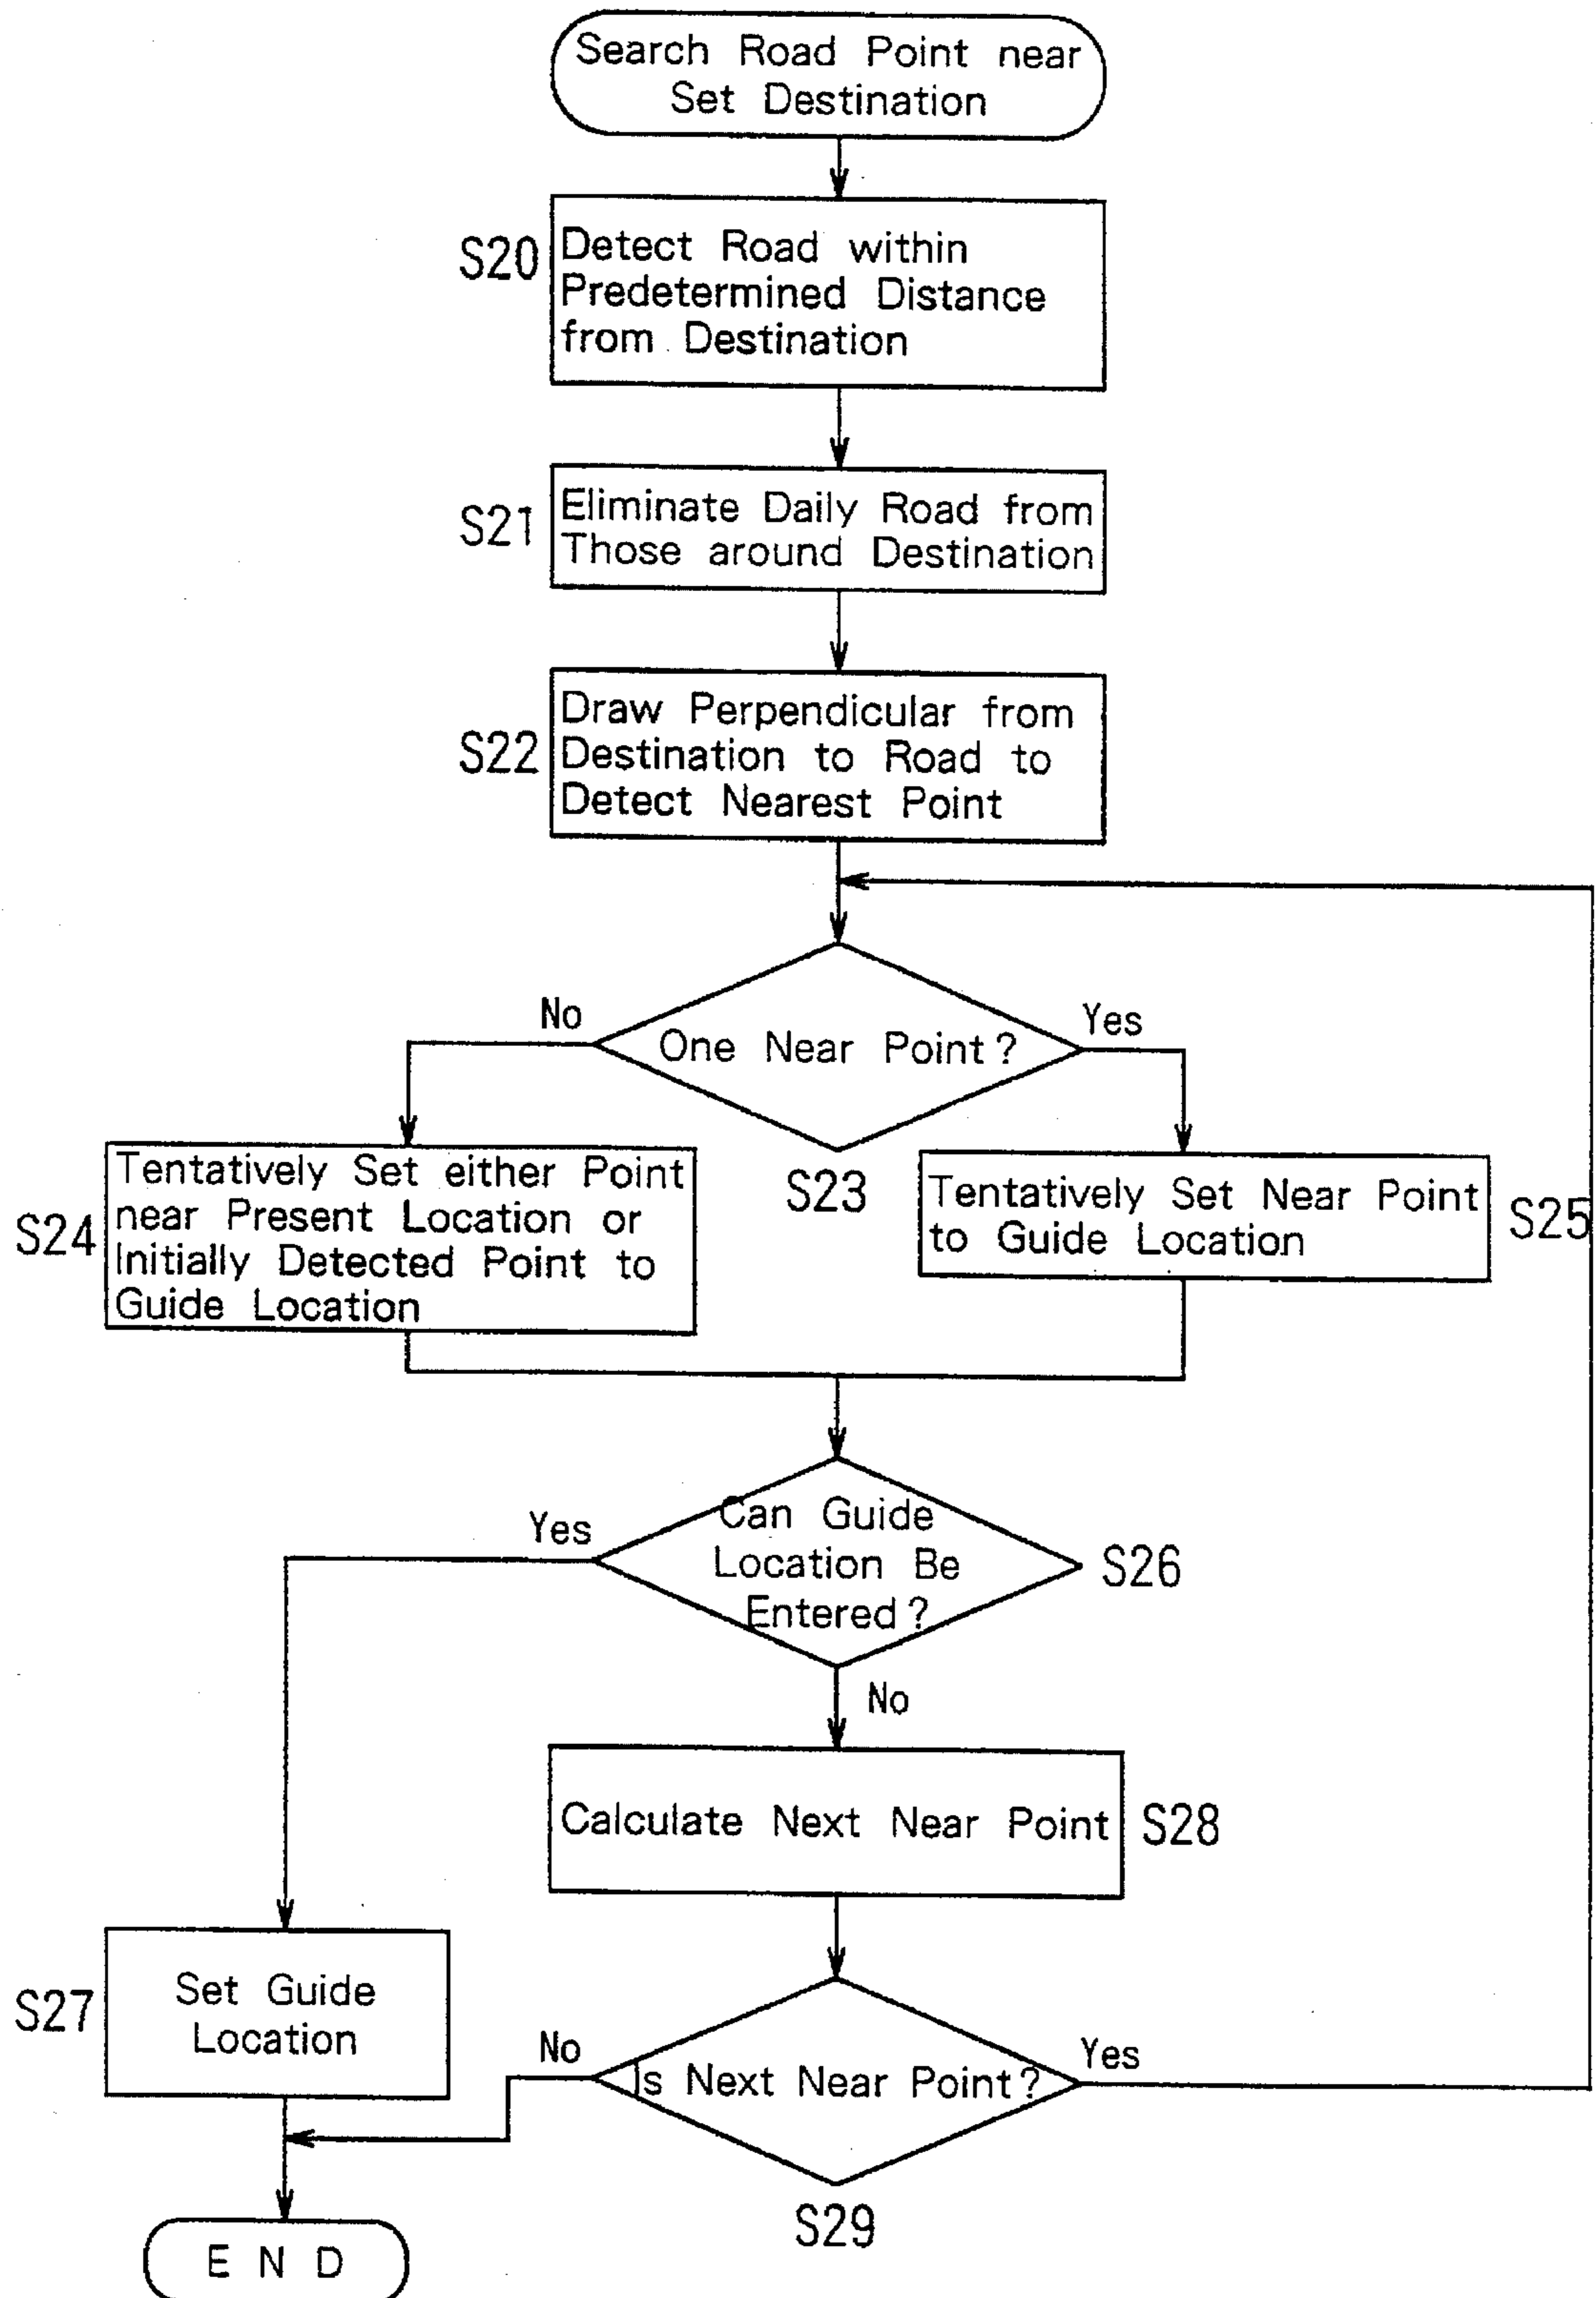 Search Road Point near
Set Destination
S20
Detect Road within
Predetermined Distance
from Destination
S21
Eliminate Daily Road from
Those around Destination
S22
Draw Perpendicular from
Destination to Road to
Detect Nearest Point
No
Yes
One Near Point?
S23
S24
Tentatively Set either Point
near Present Location or
Initially Detected Point to
Guide Location
Tentatively Set Near Point
to Guide Location
S25
Yes
Can Guide
Location Be
Entered?
S26
No
Calculate Next Near Point
S28
S27
Set Guide
Location
No
Yes
Is Next Near Point?
S29
E N D